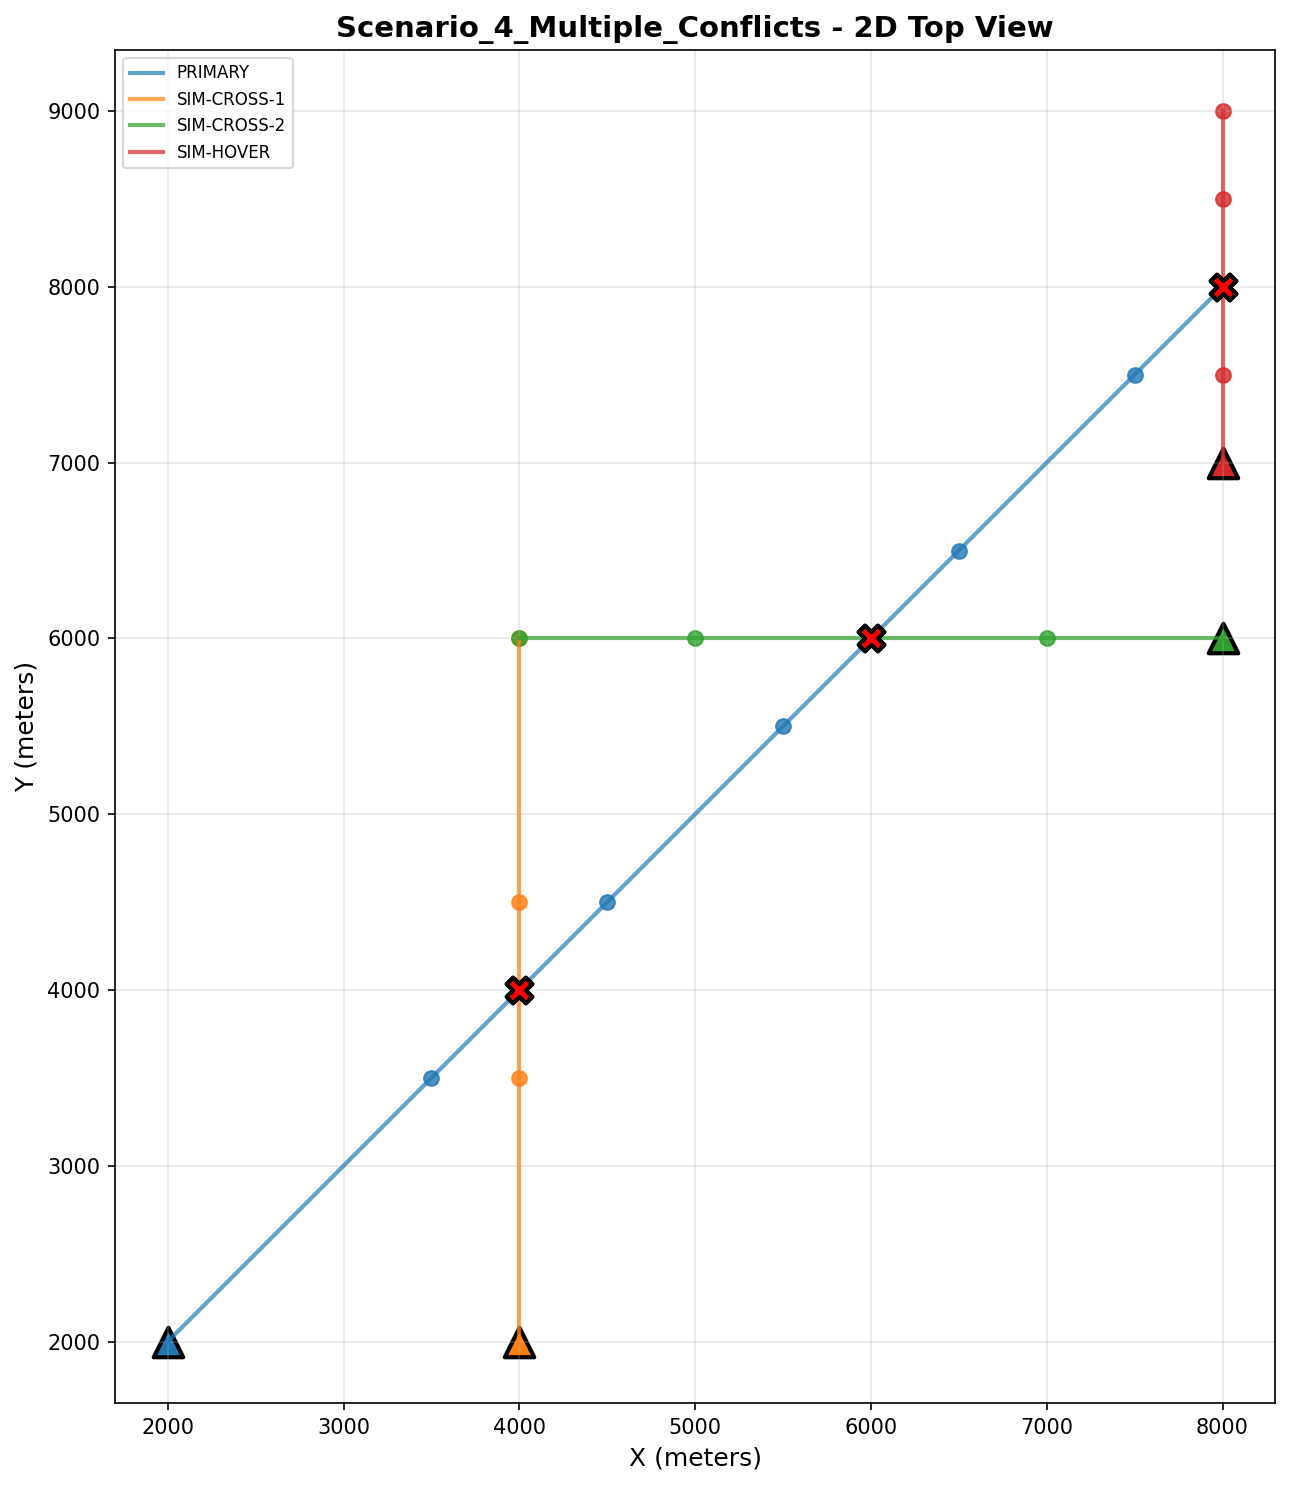 Scenario_4_Multiple_Conflicts - 2D Top View
PRIMARY
SIM-CROSS-1
SIM-CROSS-2
SIM-HOVER
9000
8000
7000
6000
5000
4000
3000
2000
Y (meters)
2000 3000 4000 5000 6000 7000 8000
X (meters)